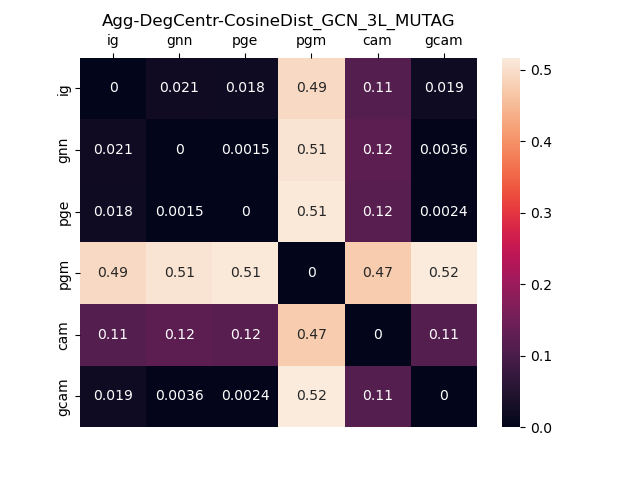 Agg-DegCentr-CosineDist_GCN_3L_MUTAG
ig gnn pge pgm cam gcam
ig 0 0.021 0.018 0.49 0.11 0.019
gnn 0.021 0 0.0015 0.51 0.12 0.0036
pge 0.018 0.0015 0 0.51 0.12 0.0024
pgm 0.49 0.51 0.51 0 0.47 0.52
cam 0.11 0.12 0.12 0.47 0 0.11
gcam 0.019 0.0036 0.0024 0.52 0.11 0
0.5
0.4
0.3
0.2
0.1
0.0